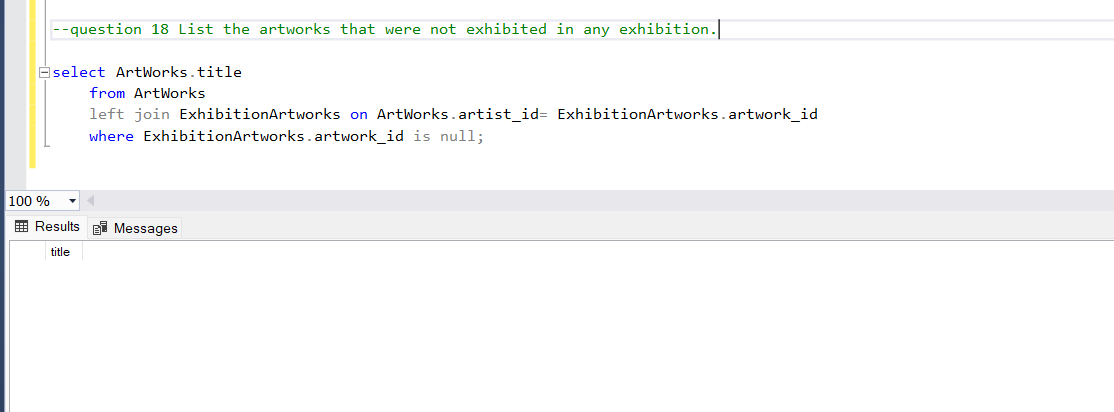 --question 18 List the artworks that were not exhibited in any exhibition.
select ArtWorks.title
from ArtWorks
left join ExhibitionArtworks on ArtWorks.artist_id= ExhibitionArtworks.artwork_id
where ExhibitionArtworks.artwork_id is null;
100 %
Results Messages
title